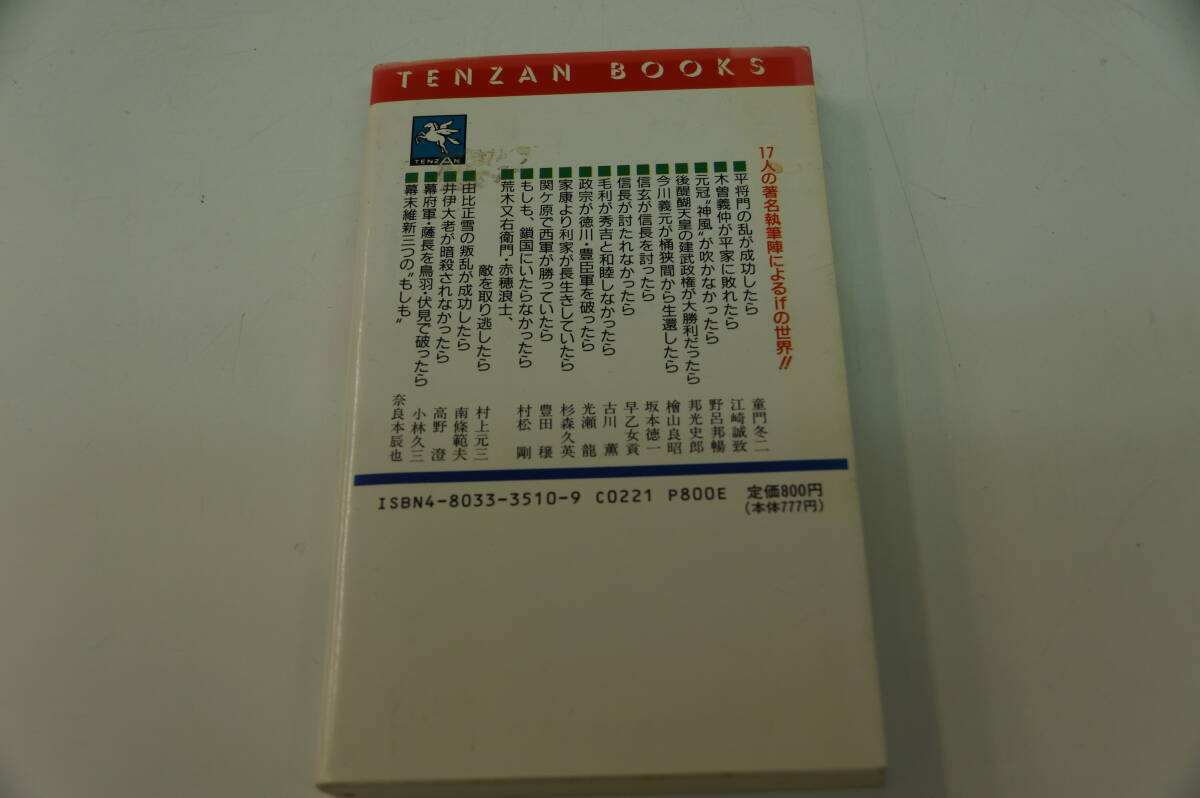 TENZAN BOOKS
TENZAN
17人の著名執筆陣によるifの世界!!
■平将門の乱が成功したら
童門冬二
■木曽義仲が平家に敗れたら
江崎誠致
■元冠“神風”が吹かなかったら
野呂邦暢
■後醍醐天皇の建武政権が大勝利だったら
邦光史郎
■今川義元が桶狭間から生還したら
檜山良昭
■信玄が信長を討ったら
坂本徳一
■信長が討たれなかったら
早乙女貢
■毛利が秀吉と和睦しなかったら
古川薫
■政宗が徳川・豊臣軍を破ったら
光瀬龍
■家康より利家が長生きしていたら
杉森久英
■関ケ原で西軍が勝っていたら
豊田穣
■もしも、鎖国にいたらなかったら
村松剛
■荒木又右衛門・赤穂浪士、
敵を取り逃したら
村上元三
■由比正雪の叛乱が成功したら
南條範夫
■井伊大老が暗殺されなかったら
高野澄
■幕府軍・薩長を鳥羽・伏見で破ったら
小林久三
■幕末維新三つの“もしも”
奈良本辰也
ISBN4-8033-3510-9 C0221 P800E 定価800円
(本体777円)